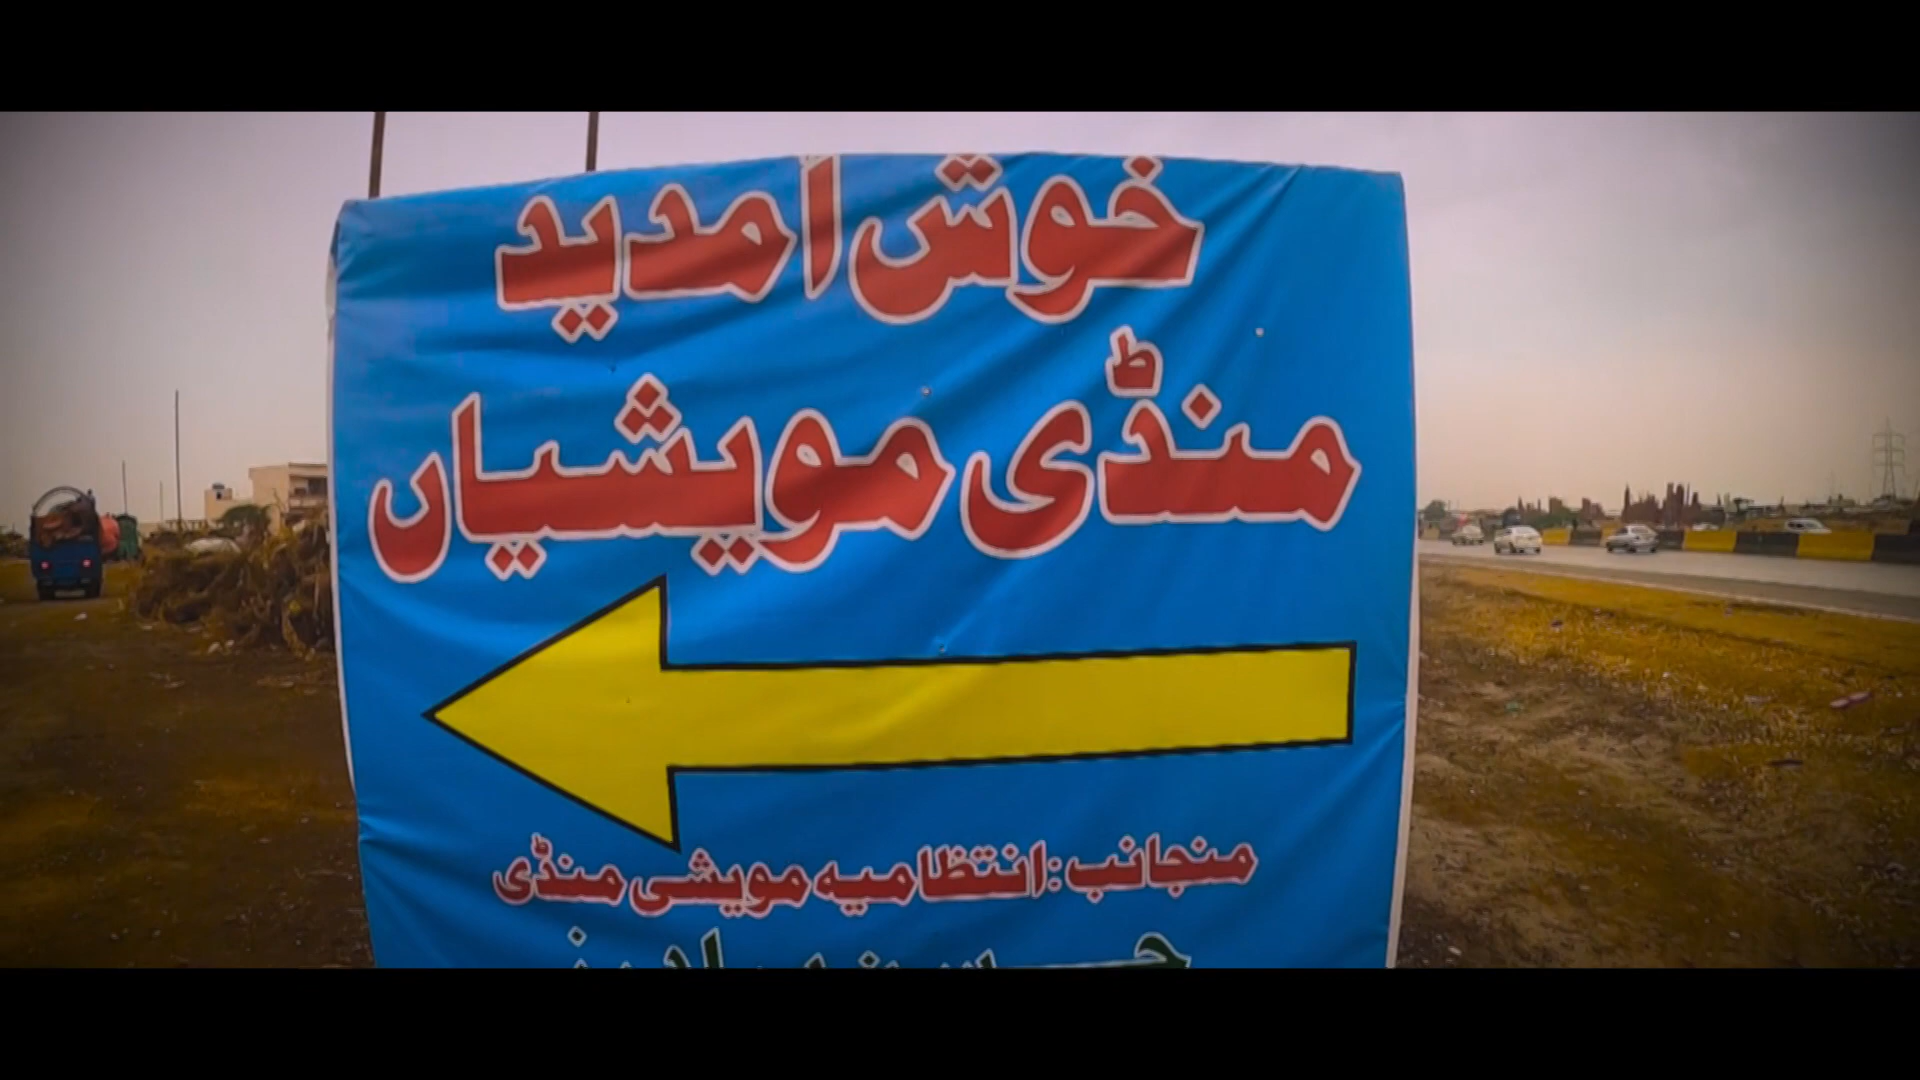 خوش آمدید
منڈی مویشیاں
منجانب: انتظامیہ مویشی منڈی